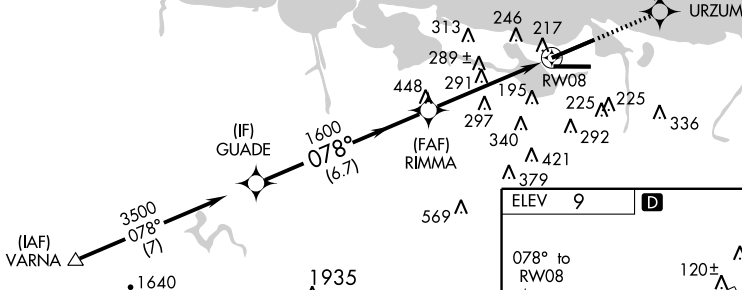 313
246
217
URZUM
289 ±
291
RW08
448
195
225
225
297
336
(IF)
GUADE
1600
078°
(6.7)
(FAF)
RIMMA
340
292
421
379
3500
078°
(7)
569
ELEV 9
D
(IAF)
VARNA
078° to
RW08
120±
1640
1935